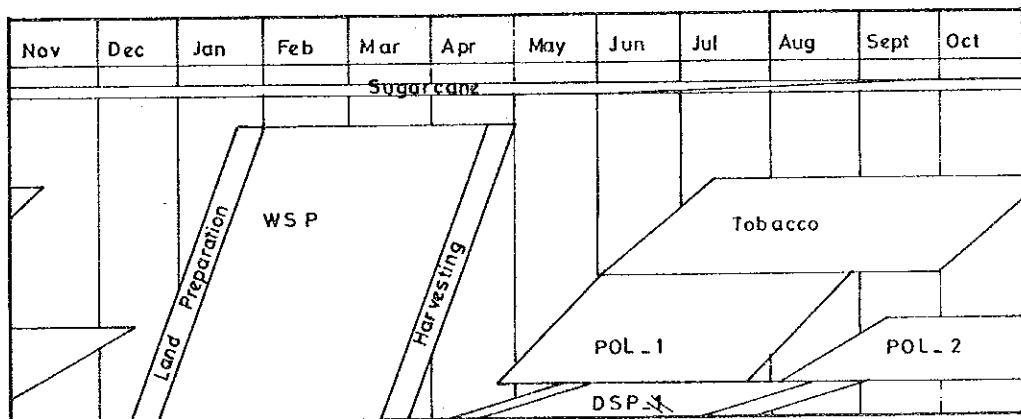 Nov Dec Jan Feb Mar Apr May Jun Jul Aug Sept Oct
Sugarcane
WSP
Land Preparation
Harvesting
Tobacco
POL_1
POL_2
DSP_1